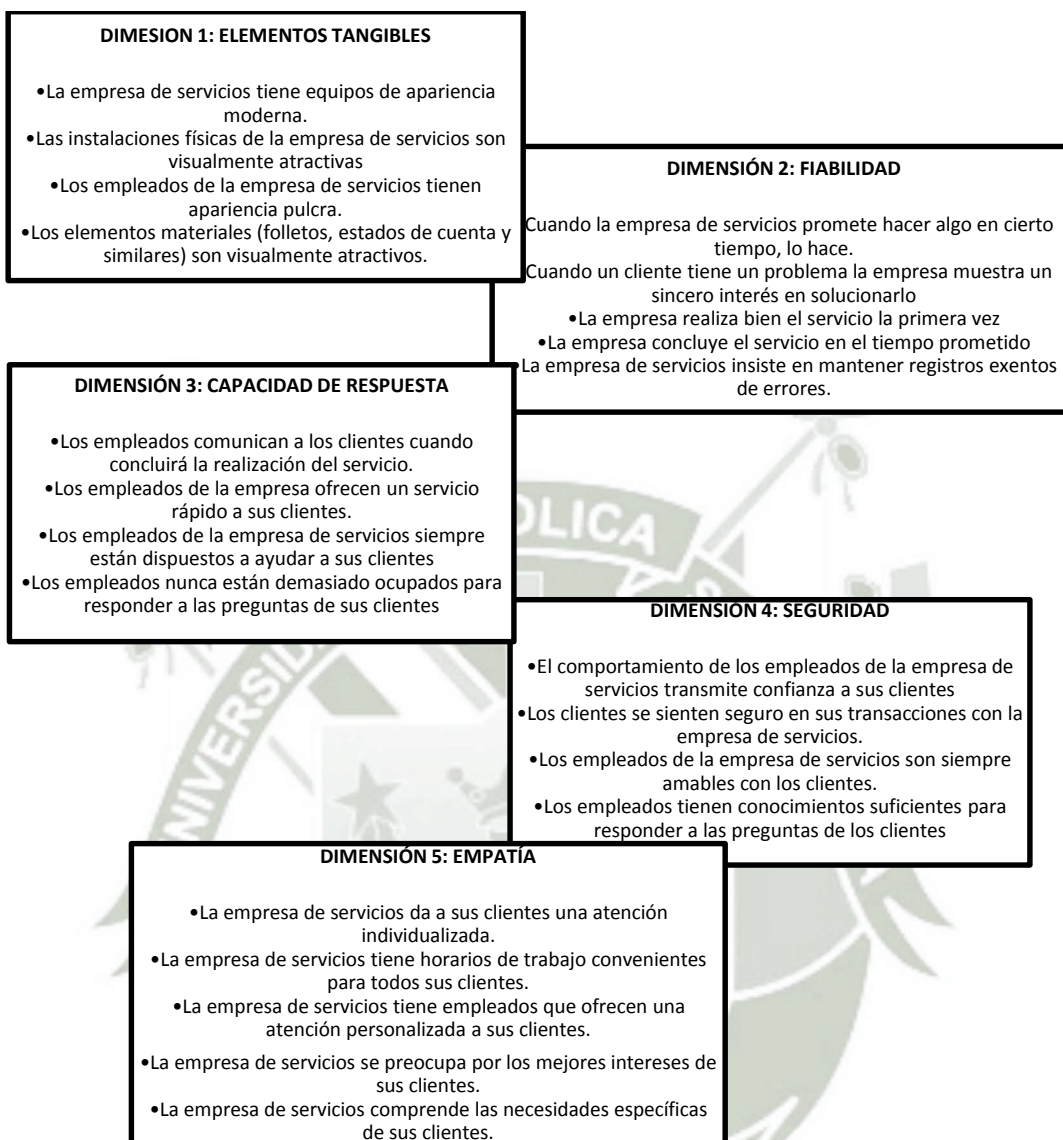 DIMESION 1: ELEMENTOS TANGIBLES
•La empresa de servicios tiene equipos de apariencia
moderna.
•Las instalaciones físicas de la empresa de servicios son
visualmente atractivas
•Los empleados de la empresa de servicios tienen
apariencia pulcra.
•Los elementos materiales (folletos, estados de cuenta y
similares) son visualmente atractivos.
DIMENSIÓN 2: FIABILIDAD
Cuando la empresa de servicios promete hacer algo en cierto
tiempo, lo hace.
Cuando un cliente tiene un problema la empresa muestra un
sincero interés en solucionarlo
•La empresa realiza bien el servicio la primera vez
•La empresa concluye el servicio en el tiempo prometido
•La empresa de servicios insiste en mantener registros exentos
de errores.
DIMENSIÓN 3: CAPACIDAD DE RESPUESTA
•Los empleados comunican a los clientes cuando
concluirá la realización del servicio.
•Los empleados de la empresa ofrecen un servicio
rápido a sus clientes.
•Los empleados de la empresa de servicios siempre
están dispuestos a ayudar a sus clientes
•Los empleados nunca están demasiado ocupados para
responder a las preguntas de sus clientes
DIMENSIÓN 4: SEGURIDAD
•El comportamiento de los empleados de la empresa de
servicios transmite confianza a sus clientes
•Los clientes se sienten seguro en sus transacciones con la
empresa de servicios.
•Los empleados de la empresa de servicios son siempre
amables con los clientes.
•Los empleados tienen conocimientos suficientes para
responder a las preguntas de los clientes
DIMENSIÓN 5: EMPATÍA
•La empresa de servicios da a sus clientes una atención
individualizada.
•La empresa de servicios tiene horarios de trabajo convenientes
para todos sus clientes.
•La empresa de servicios tiene empleados que ofrecen una
atención personalizada a sus clientes.
•La empresa de servicios se preocupa por los mejores intereses de
sus clientes.
•La empresa de servicios comprende las necesidades específicas
de sus clientes.